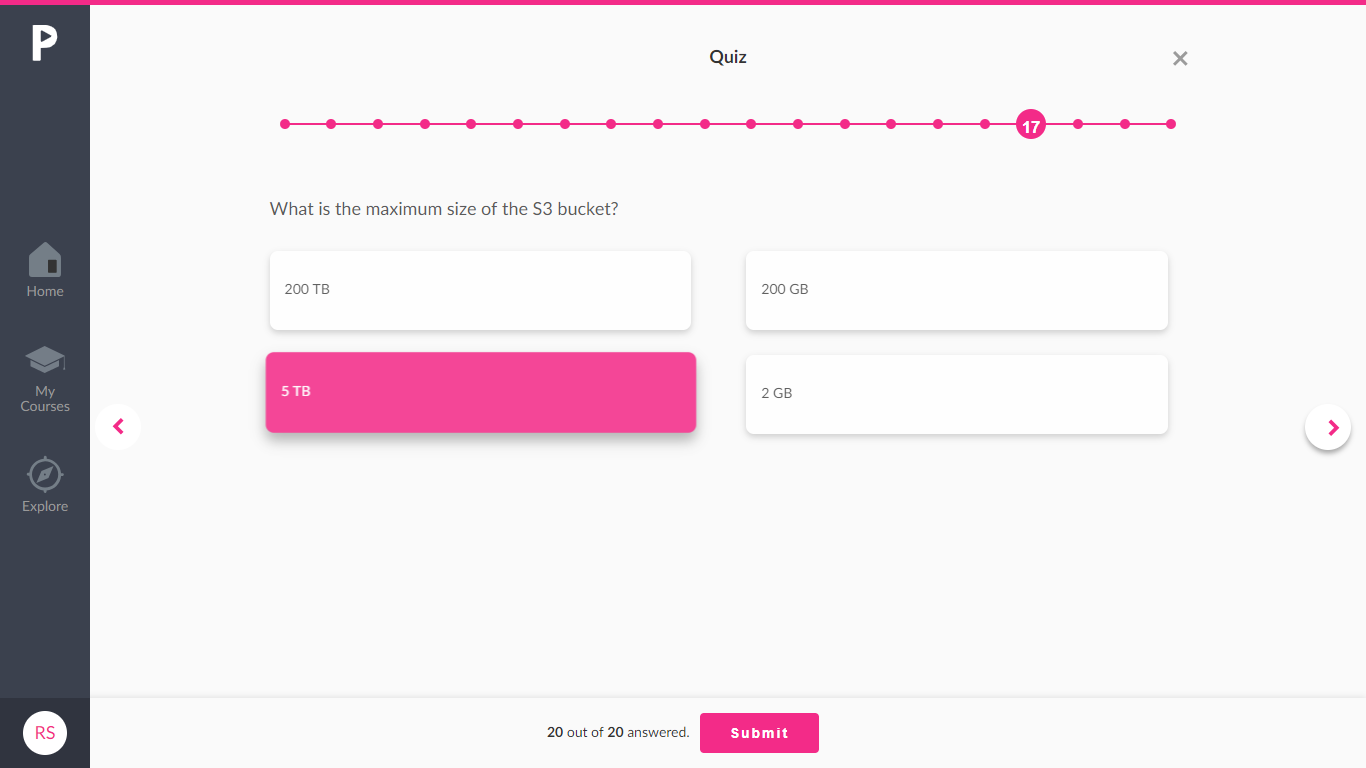 Quiz
17
What is the maximum size of the S3 bucket?
200 TB
200 GB
5 TB
2 GB
Home
My
Courses
Explore
RS
20 out of 20 answered.
Submit